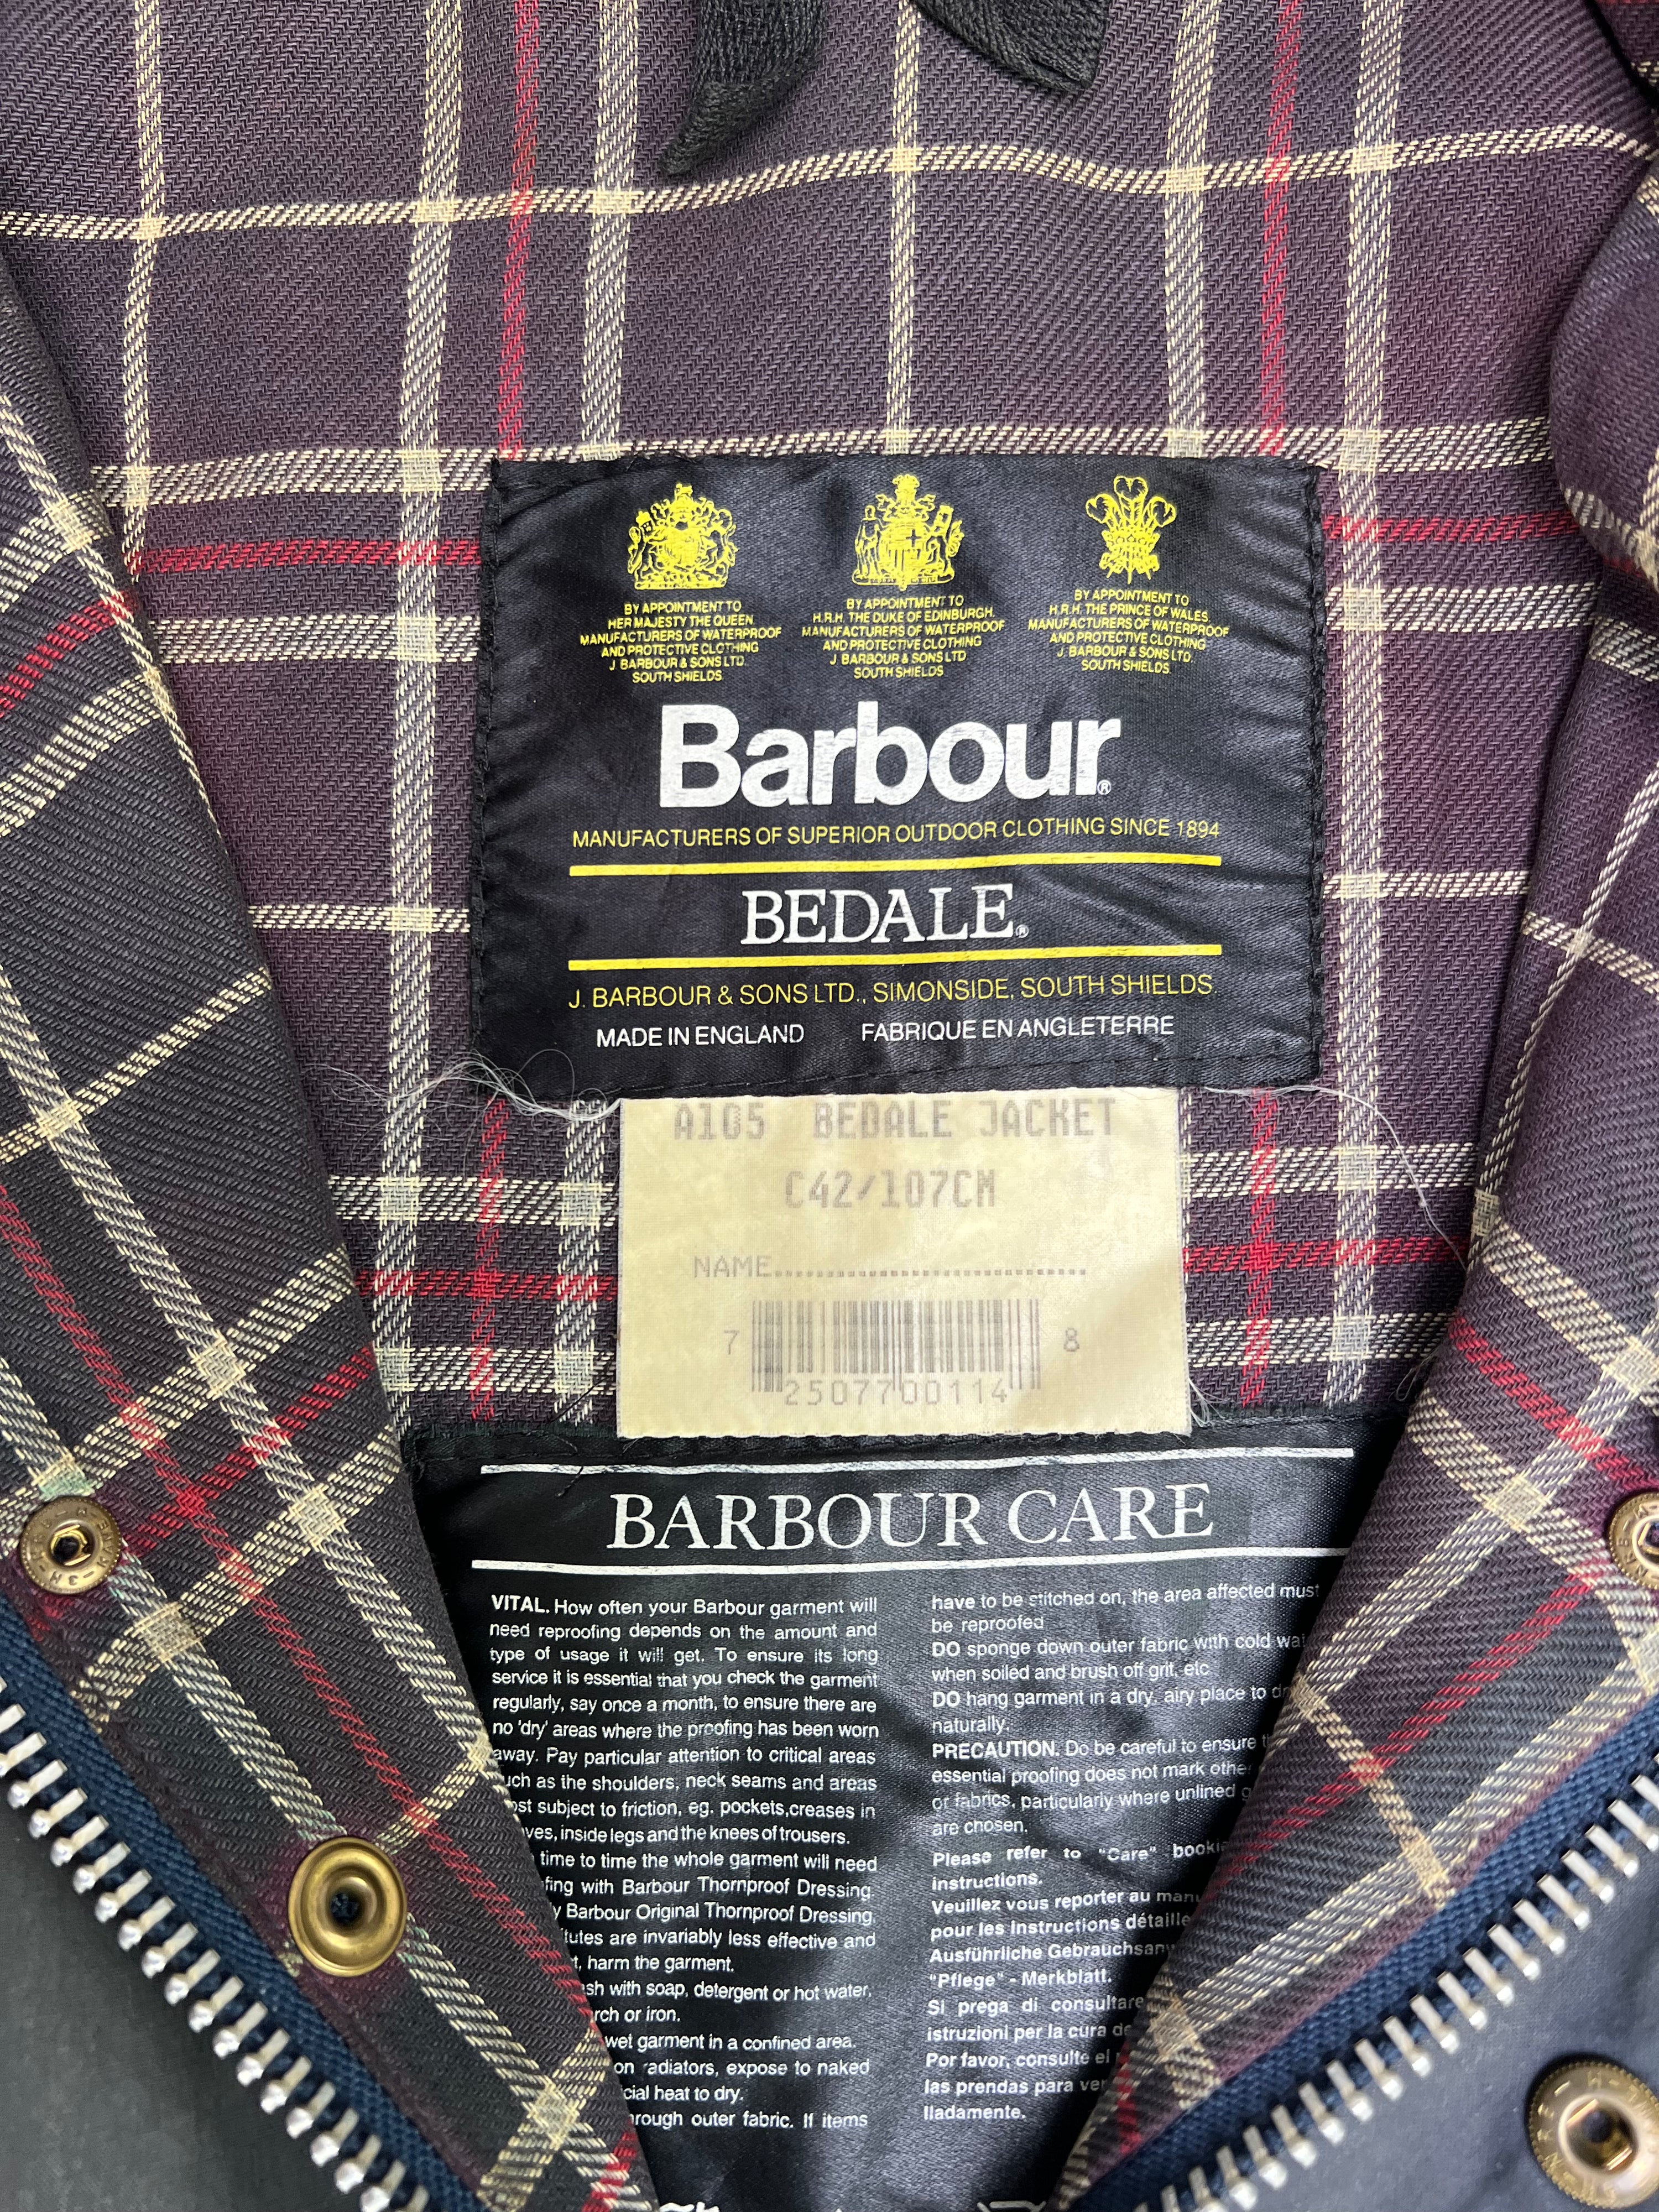 BY APPOINTMENT TO
HER MAJESTY THE QUEEN
MANUFACTURERS OF WATERPROOF
AND PROTECTIVE CLOTHING
J. BARBOUR & SONS LTD.
SOUTH SHIELDS.
BY APPOINTMENT TO
H.R.H. THE DUKE OF EDINBURGH.
MANUFACTURERS OF WATERPROOF
AND PROTECTIVE CLOTHING
J. BARBOUR & SONS LTD
SOUTH SHIELDS
BY APPOINTMENT TO
H.R.H. THE PRINCE OF WALES.
MANUFACTURERS OF WATERPROOF
AND PROTECTIVE CLOTHING
J. BARBOUR & SONS LTD.
SOUTH SHIELDS.
Barbour®
MANUFACTURERS OF SUPERIOR OUTDOOR CLOTHING SINCE 1894
BEDALE®
J. BARBOUR & SONS LTD., SIMONSIDE, SOUTH SHIELDS.
MADE IN ENGLAND FABRIQUE EN ANGLETERRE
A105 BEDALE JACKET
C42/107CM
NAME
7 8
2507700114
BARBOUR CARE
VITAL. How often your Barbour garment will
need reproofing depends on the amount and
type of usage it will get. To ensure its long
service it is essential that you check the garment
regularly, say once a month, to ensure there are
no 'dry' areas where the proofing has been worn
away. Pay particular attention to critical areas
as the shoulders, neck seams and areas
subject to friction, eg. pockets,creases in
inside legs and the knees of trousers.
time to time the whole garment will need
with Barbour Thornproof Dressing.
Barbour Original Thornproof Dressing,
are invariably less effective and
harm the garment.
with soap, detergent or hot water,
or iron.
wet garment in a confined area.
on radiators, expose to naked
heat to dry.
outer fabric. If items
have to be stitched on, the area affected must
be reproofed
DO sponge down outer fabric with cold
when soiled and brush off grit, etc
DO hang garment in a dry, airy place to
naturally.
PRECAUTION. Do be careful to ensure
essential proofing does not mark
or fabrics, particularly where unlined
are chosen.
Please refer to "Care"
instructions.
Veuillez vous reporter au
pour les instructions
Ausführliche
"Pflege" - Merkblatt.
Si prega di consultare
istruzioni per la cura
Por favor, consulte el
las prendas para
lladamente.